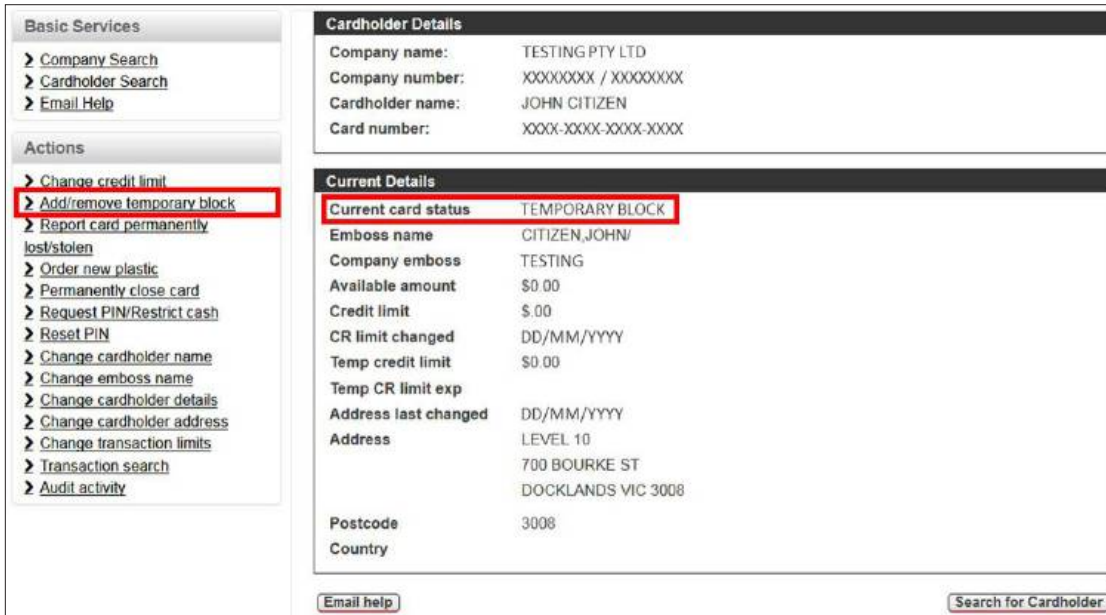 Basic Services
Company Search
Cardholder Search
Email Help
Actions
Change credit limit
Add/remove temporary block
Report card permanently
lost/stolen
Order new plastic
Permanently close card
Request PIN/Restrict cash
Reset PIN
Change cardholder name
Change emboss name
Change cardholder details
Change cardholder address
Change transaction limits
Transaction search
Audit activity
Cardholder Details
Company name: TESTING PTY LTD
Company number: XXXXXXXX / XXXXXXXX
Cardholder name: JOHN CITIZEN
Card number: XXXX-XXXX-XXXX-XXXX
Current Details
Current card status TEMPORARY BLOCK
Emboss name CITIZEN,JOHN/
Company emboss TESTING
Available amount $0.00
Credit limit $.00
CR limit changed DD/MM/YYYY
Temp credit limit $0.00
Temp CR limit exp
Address last changed DD/MM/YYYY
Address LEVEL 10
700 BOURKE ST
DOCKLANDS VIC 3008
Postcode 3008
Country
Email help
Search for Cardholder